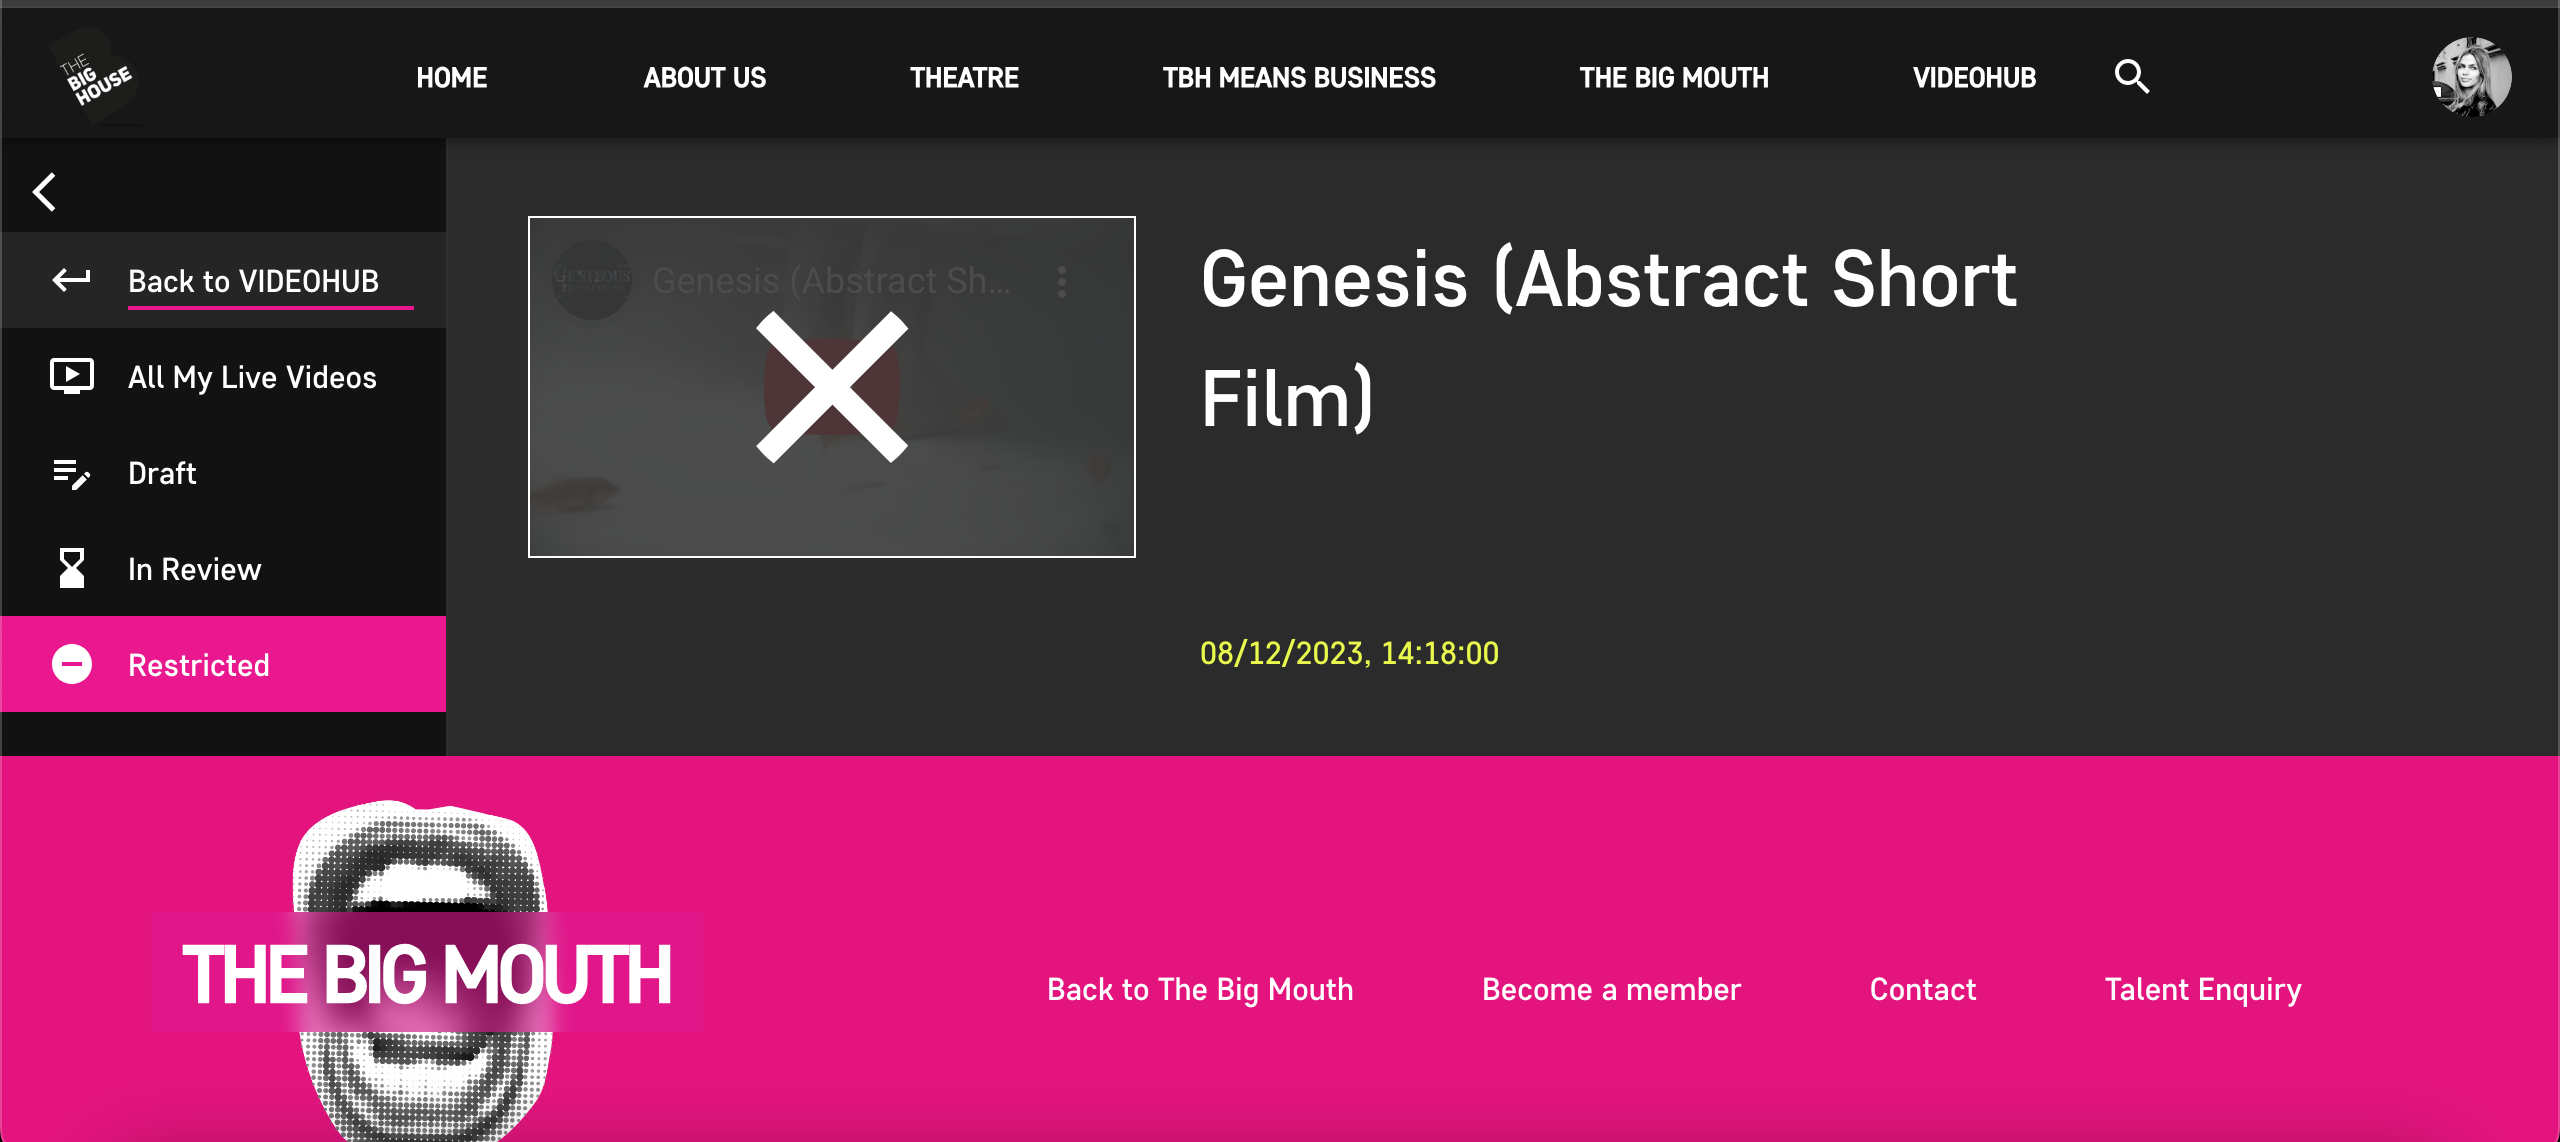 THE
BIG
HOUSE
HOME
ABOUT US
THEATRE
TBH MEANS BUSINESS
THE BIG MOUTH
VIDEOHUB
Back to VIDEOHUB
All My Live Videos
Draft
In Review
Restricted
Genesis (Abstract Sh...
Genesis (Abstract Short
Film)
08/12/2023, 14:18:00
THE BIG MOUTH
Back to The Big Mouth
Become a member
Contact
Talent Enquiry